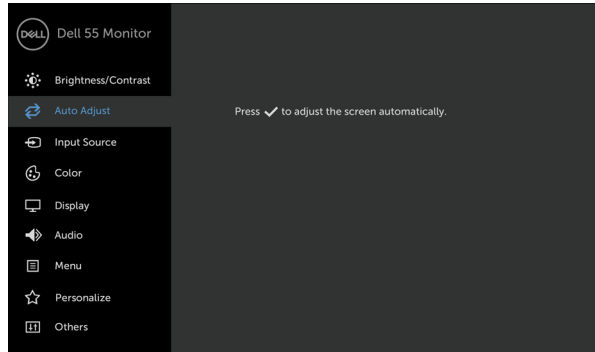 DELL Dell 55 Monitor
Brightness/Contrast
Auto Adjust
Press ✓ to adjust the screen automatically.
Input Source
Color
Display
Audio
Menu
Personalize
Others